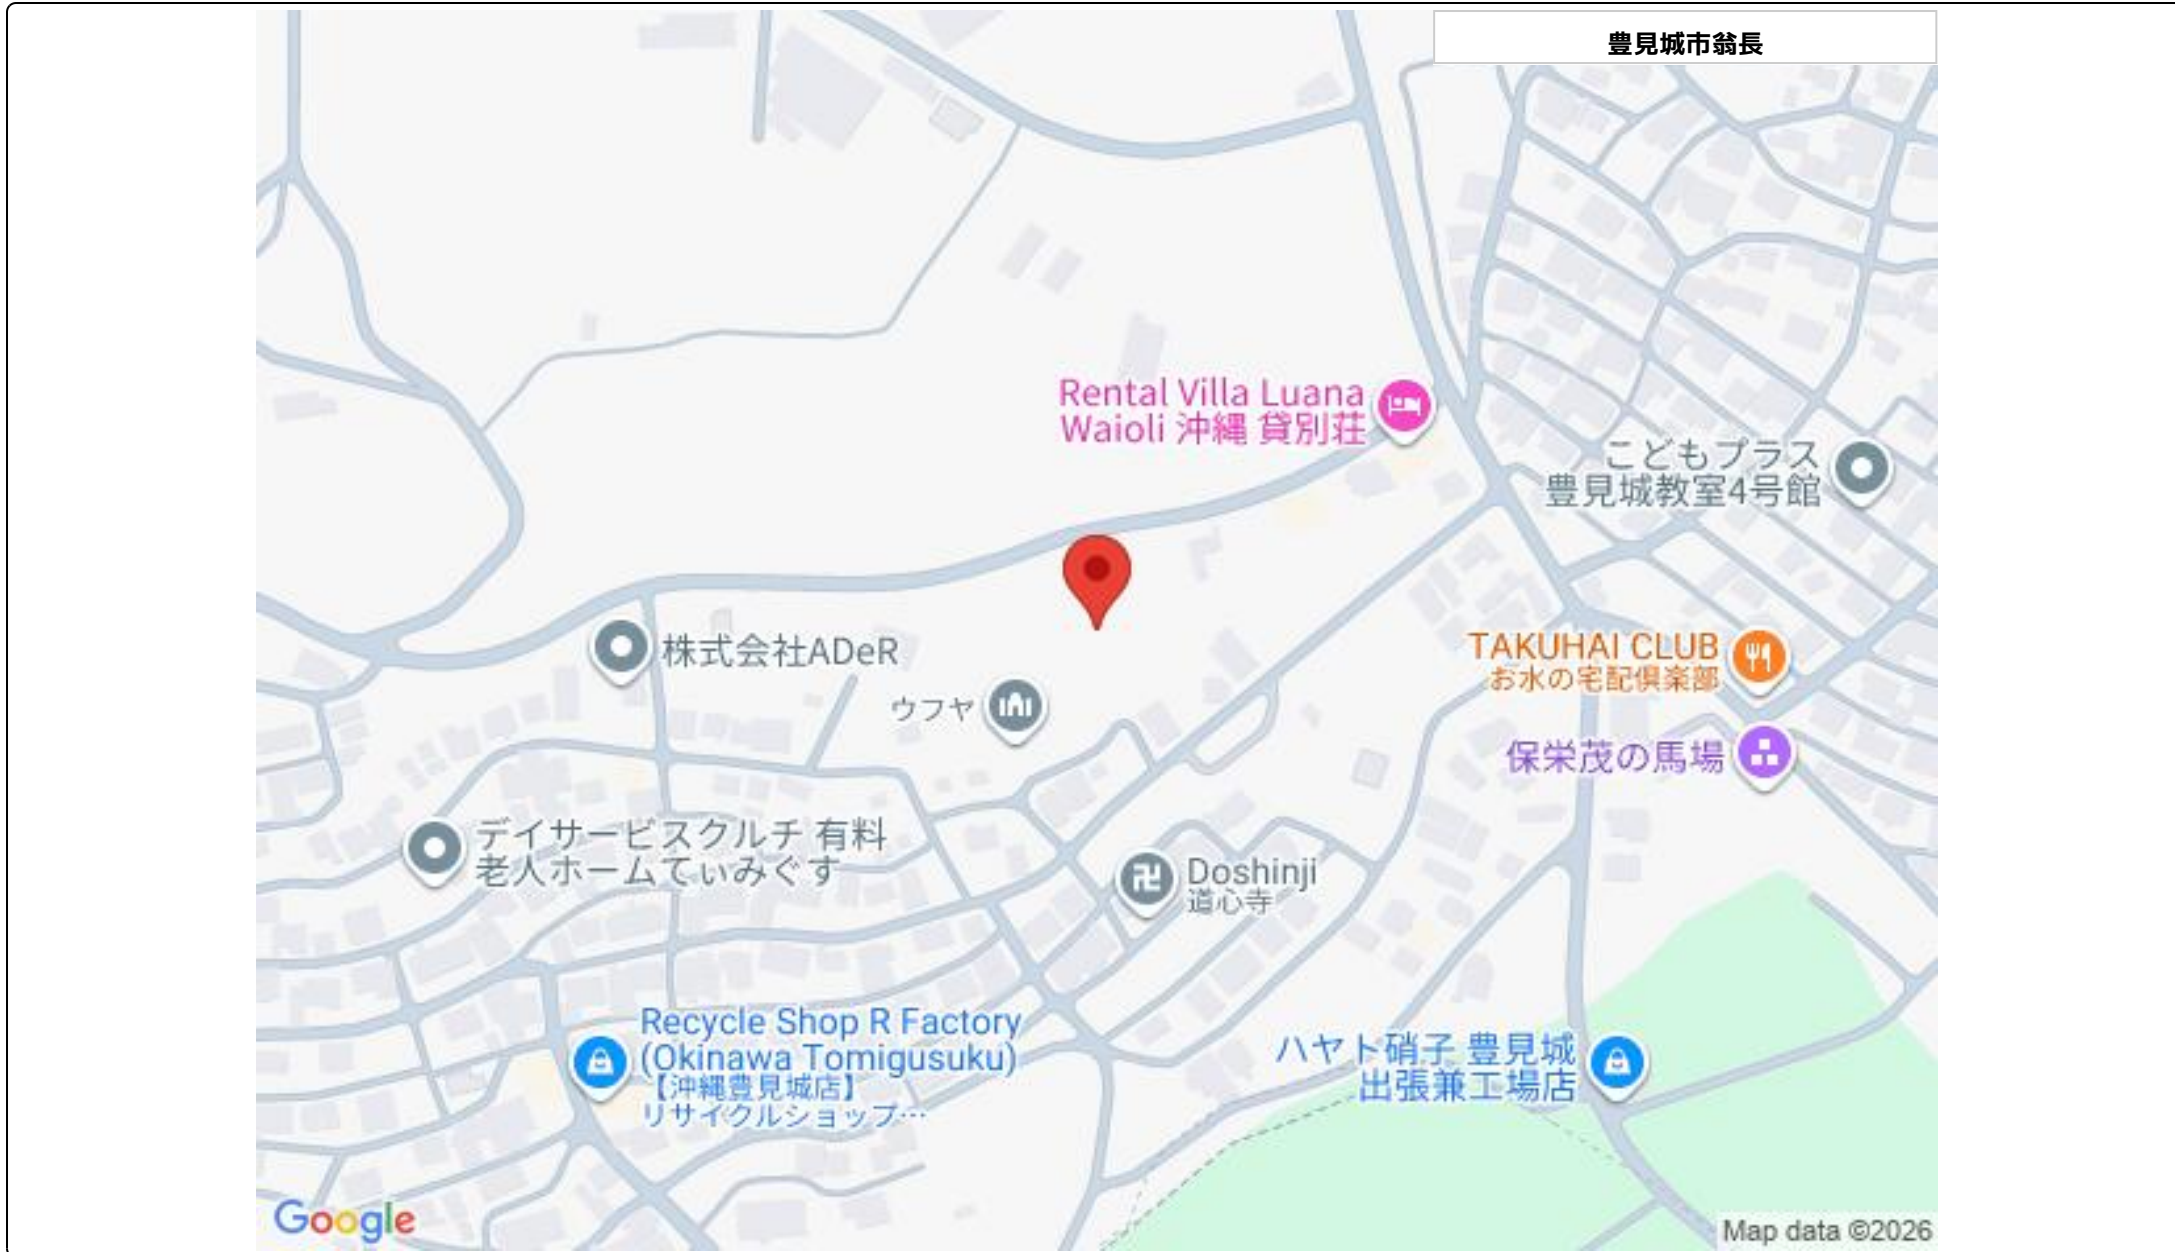 豊見城市翁長
Rental Villa Luana
Waioli 沖縄 貸別荘
こどもプラス
豊見城教室4号館
株式会社ADeR
TAKUHAI CLUB
お水の宅配倶楽部
ウフヤ
保栄茂の馬場
デイサービスクルチ 有料
老人ホームてぃみぐす
Doshinji
道心寺
Recycle Shop R Factory
(Okinawa Tomigusuku)
【沖縄豊見城店】
リサイクルショップ…
ハヤト硝子 豊見城
出張兼工場店
Google
Map data ©2026